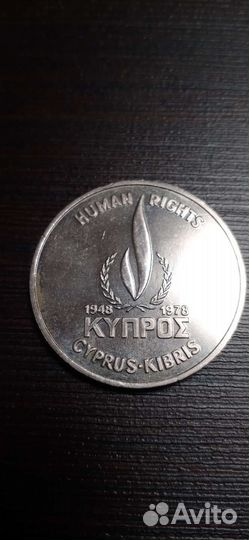 HUMAN RIGHTS
1948 1978
ΚΥΠΡΟΣ
CYPRUS·KIBRIS
Avito